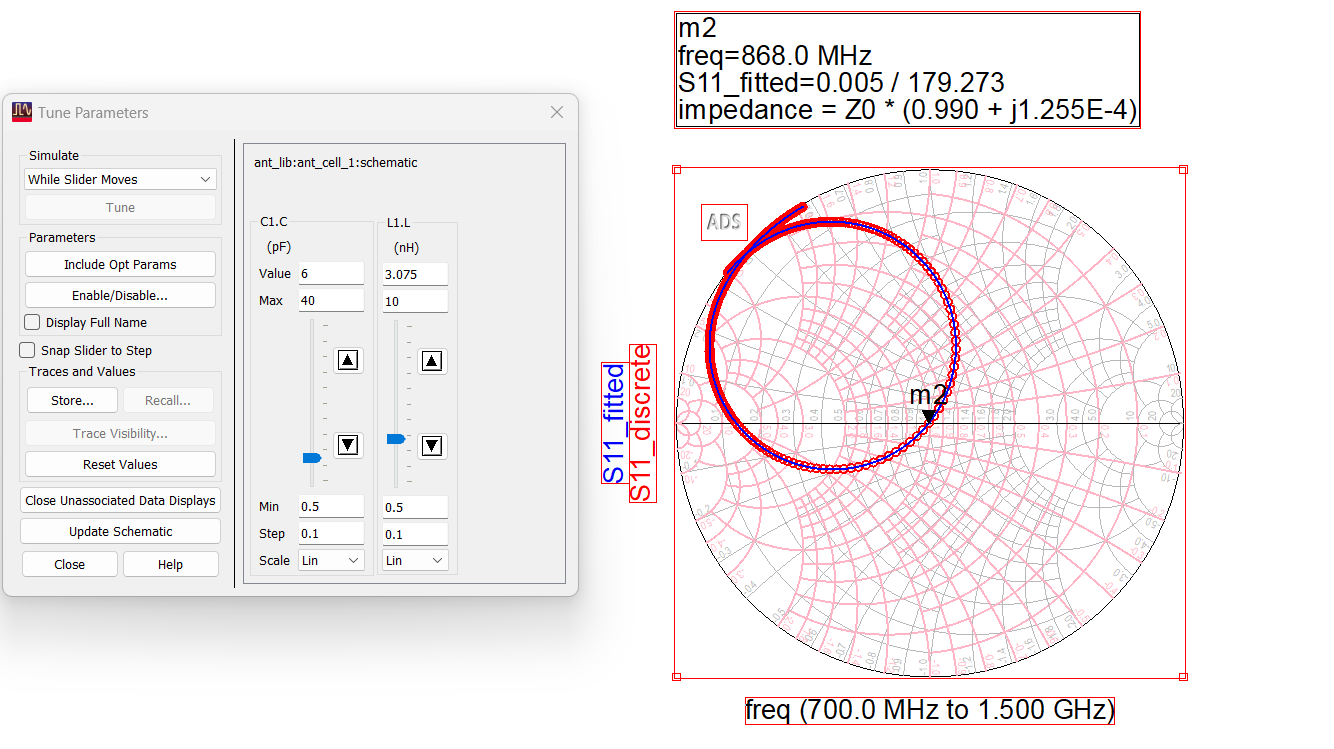 Tune Parameters
Simulate
While Slider Moves
Tune
Parameters
Include Opt Params
Enable/Disable...
Display Full Name
Snap Slider to Step
Traces and Values
Store...
Recall...
Trace Visibility...
Reset Values
Close Unassociated Data Displays
Update Schematic
Close
Help
ant_lib:ant_cell_1:schematic
C1.C
(pF)
Value 6
Max 40
Min 0.5
Step 0.1
Scale Lin
L1.L
(nH)
3.075
10
0.5
0.1
Lin
m2
freq=868.0 MHz
S11_fitted=0.005 / 179.273
impedance = Z0 * (0.990 + j1.255E-4)
ADS
m2
S11_fitted
S11_discrete
freq (700.0 MHz to 1.500 GHz)